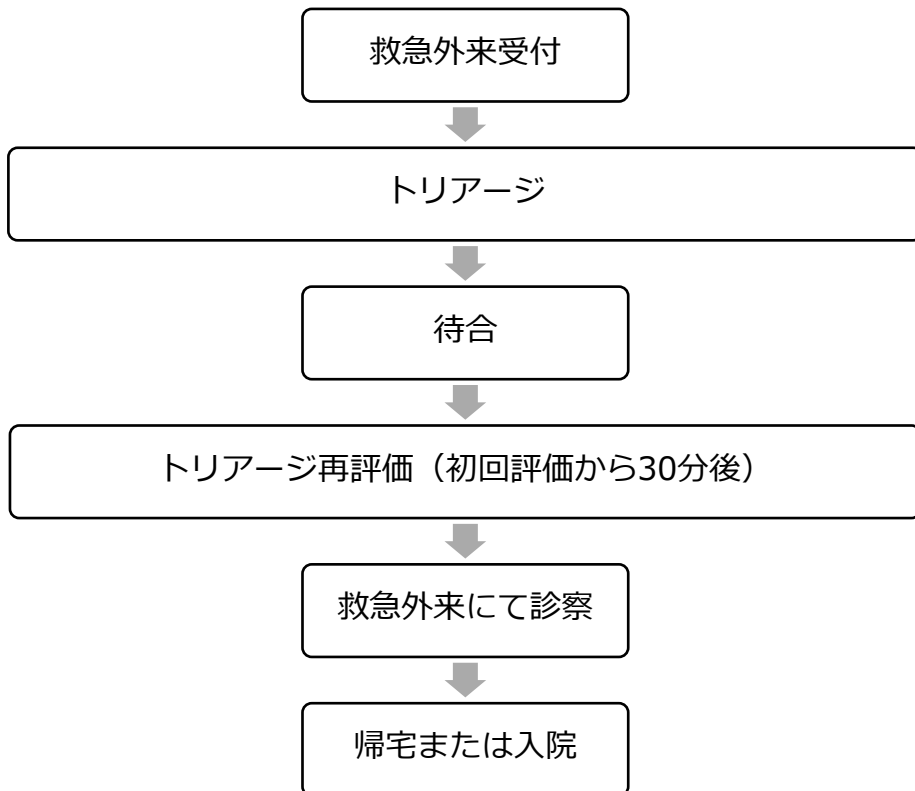 救急外来受付
トリアージ
待合
トリアージ再評価（初回評価から30分後）
救急外来にて診察
帰宅または入院